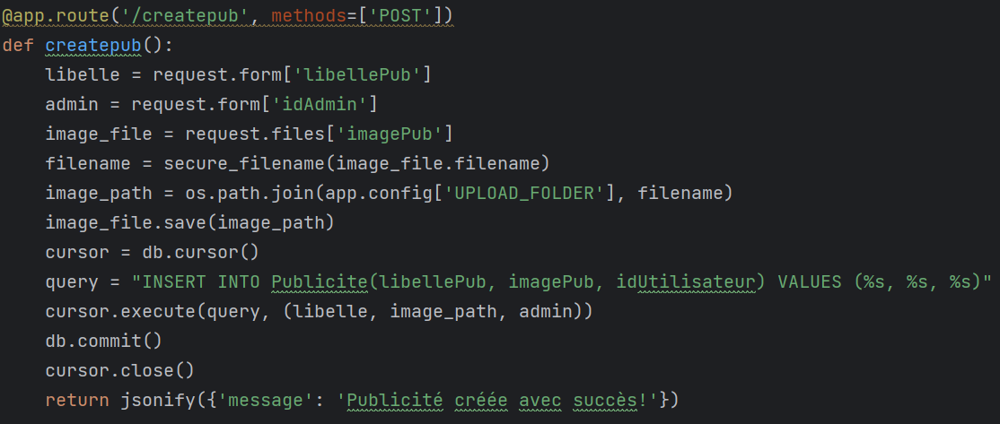 @app.route('/createpub', methods=['POST'])
def createpub():
    libelle = request.form['libellePub']
    admin = request.form['idAdmin']
    image_file = request.files['imagePub']
    filename = secure_filename(image_file.filename)
    image_path = os.path.join(app.config['UPLOAD_FOLDER'], filename)
    image_file.save(image_path)
    cursor = db.cursor()
    query = "INSERT INTO Publicite(libellePub, imagePub, idUtilisateur) VALUES (%s, %s, %s)"
    cursor.execute(query, (libelle, image_path, admin))
    db.commit()
    cursor.close()
    return jsonify({'message': 'Publicité créée avec succès!'})